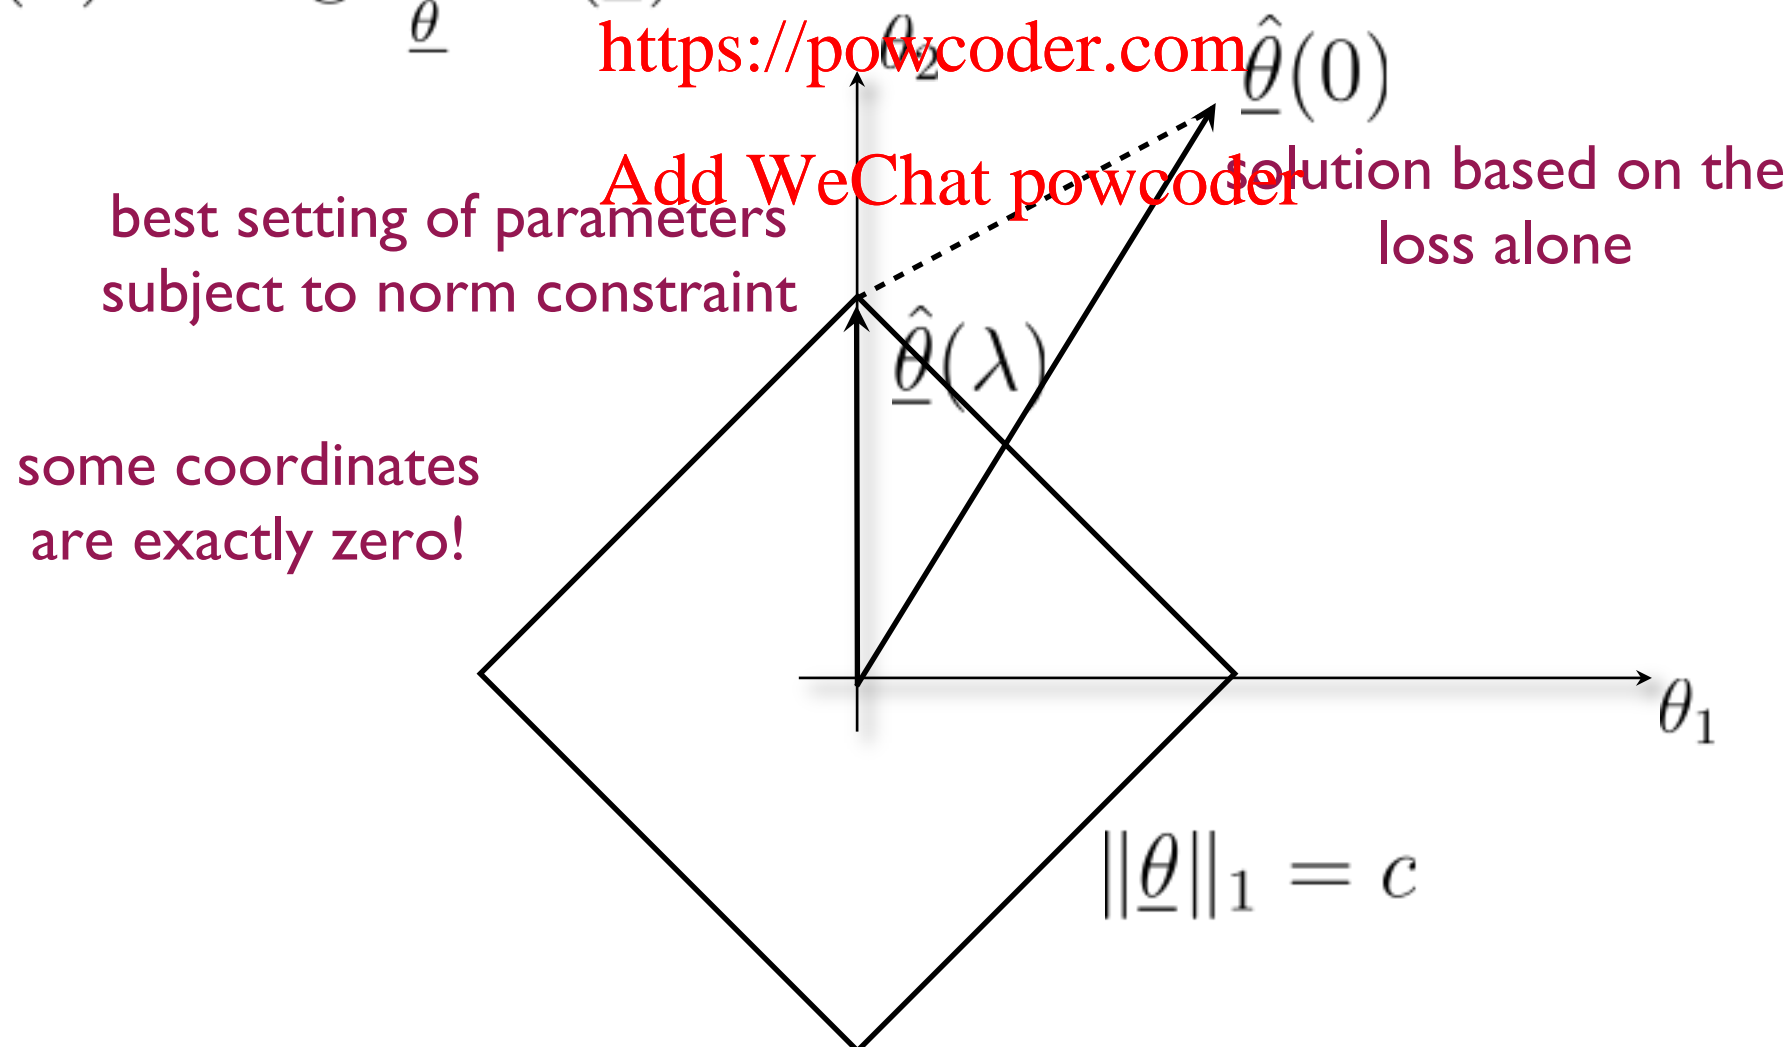 θ
https://powcoder.com
θ₂
θ̂(0)
Add WeChat powcoder
solution based on the
loss alone
best setting of parameters
subject to norm constraint
θ̂(λ)
some coordinates
are exactly zero!
θ₁
‖θ‖₁ = c